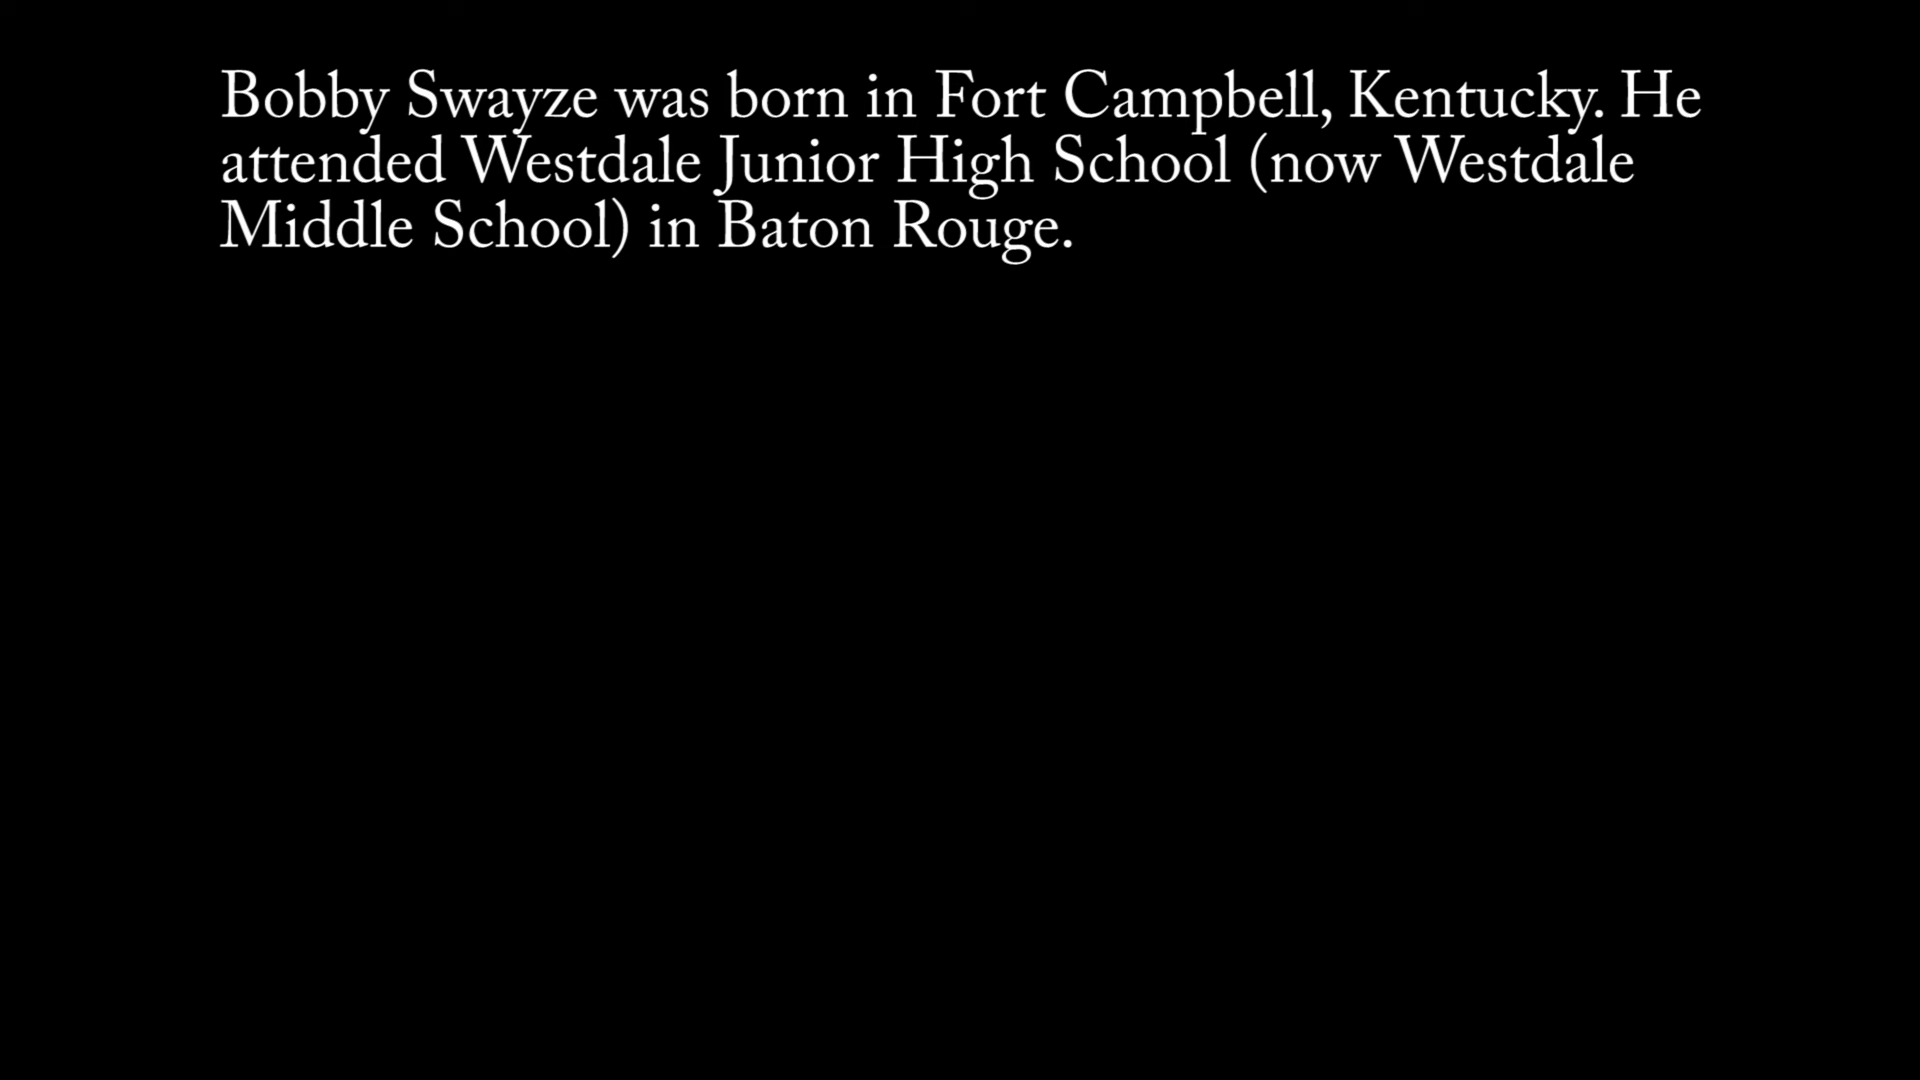 Bobby Swayze was born in Fort Campbell, Kentucky. He
attended Westdale Junior High School (now Westdale
Middle School) in Baton Rouge.